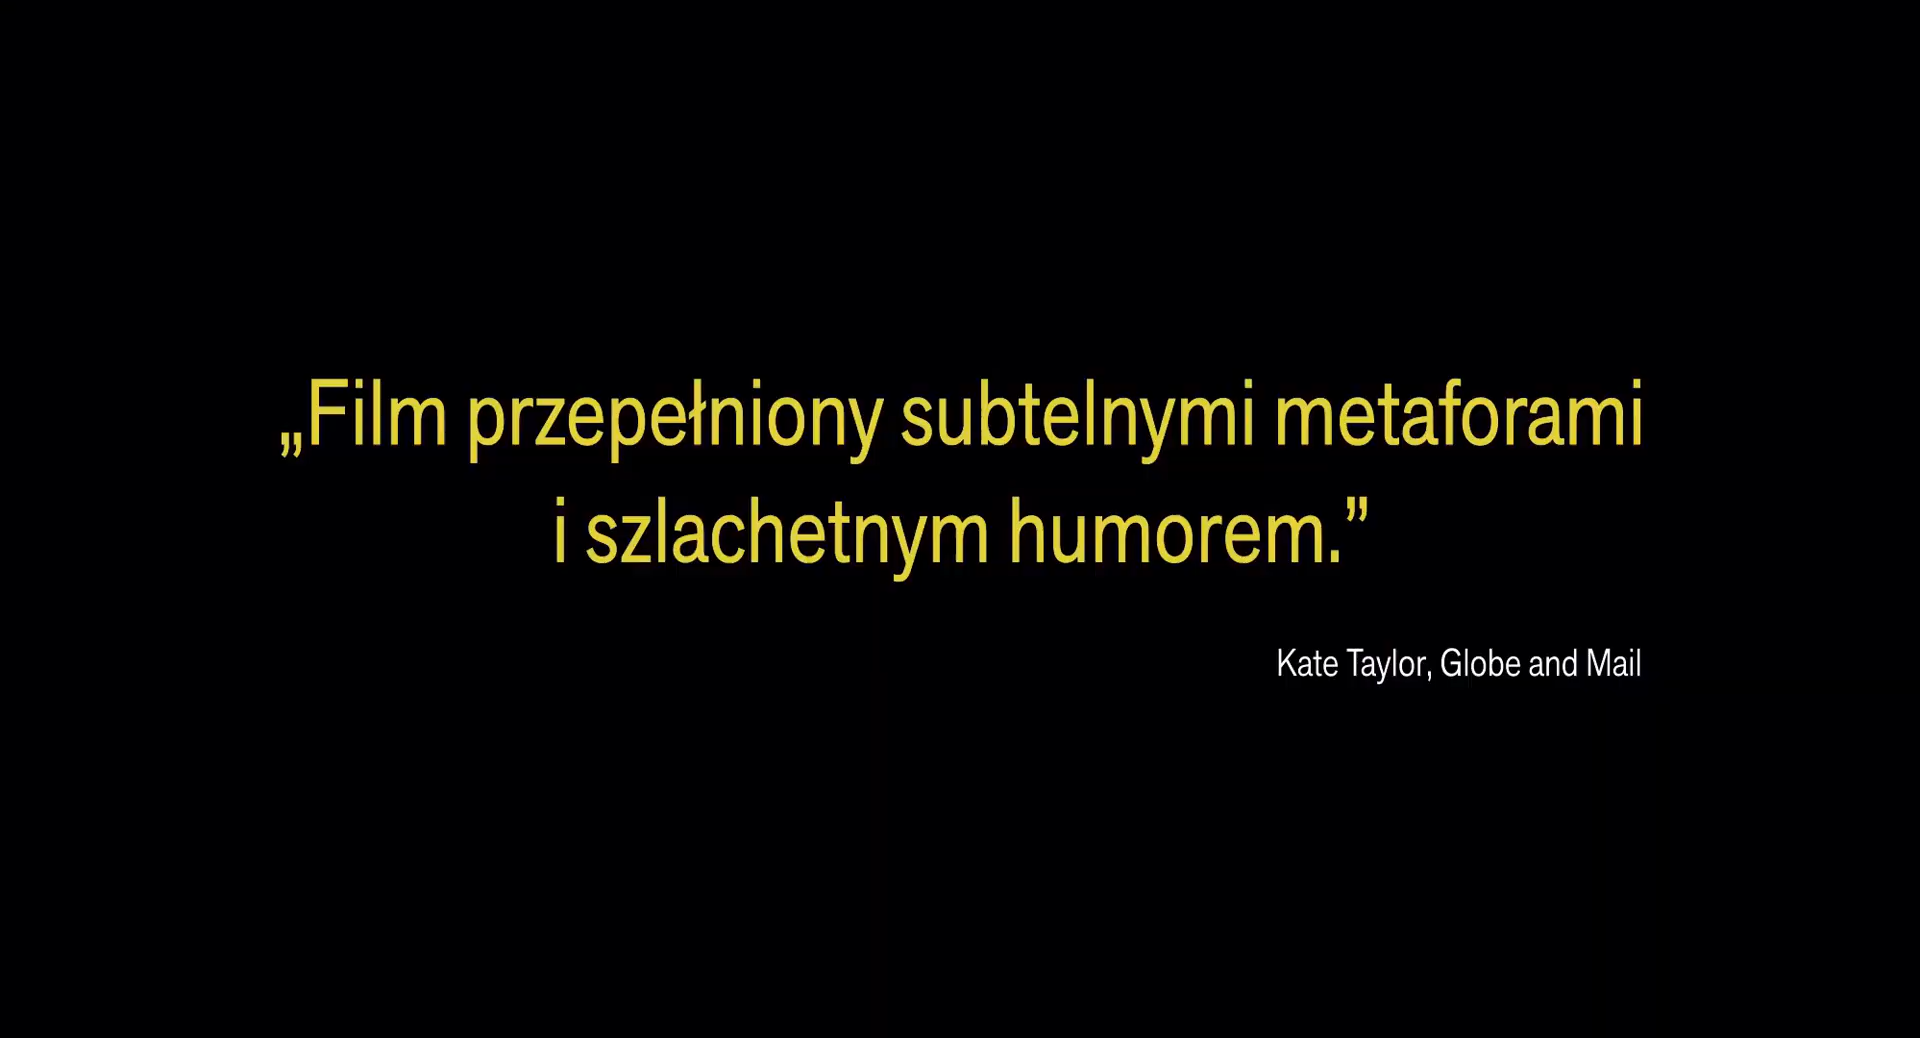 „Film przepełniony subtelnymi metaforami
i szlachetnym humorem.”
Kate Taylor, Globe and Mail